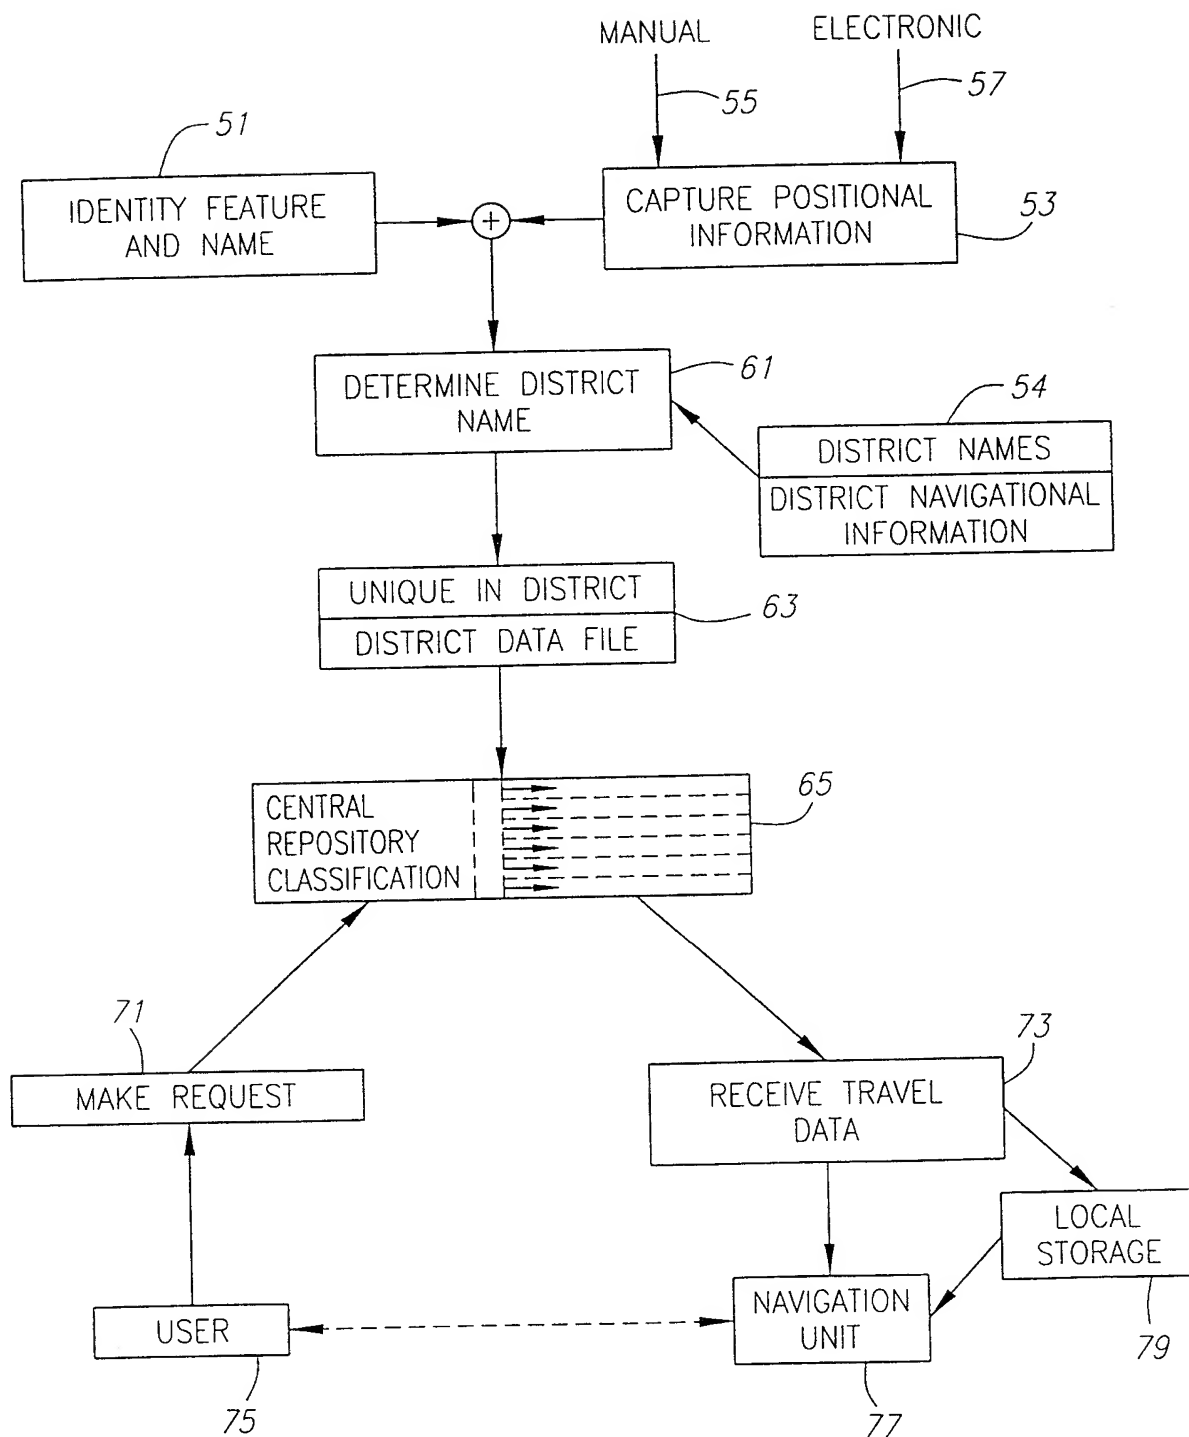 MANUAL
ELECTRONIC
55
57
51
IDENTITY FEATURE
AND NAME
+
CAPTURE POSITIONAL
INFORMATION
53
DETERMINE DISTRICT
NAME
61
54
DISTRICT NAMES
DISTRICT NAVIGATIONAL
INFORMATION
UNIQUE IN DISTRICT
DISTRICT DATA FILE
63
CENTRAL
REPOSITORY
CLASSIFICATION
65
71
MAKE REQUEST
73
RECEIVE TRAVEL
DATA
LOCAL
STORAGE
79
USER
75
NAVIGATION
UNIT
77